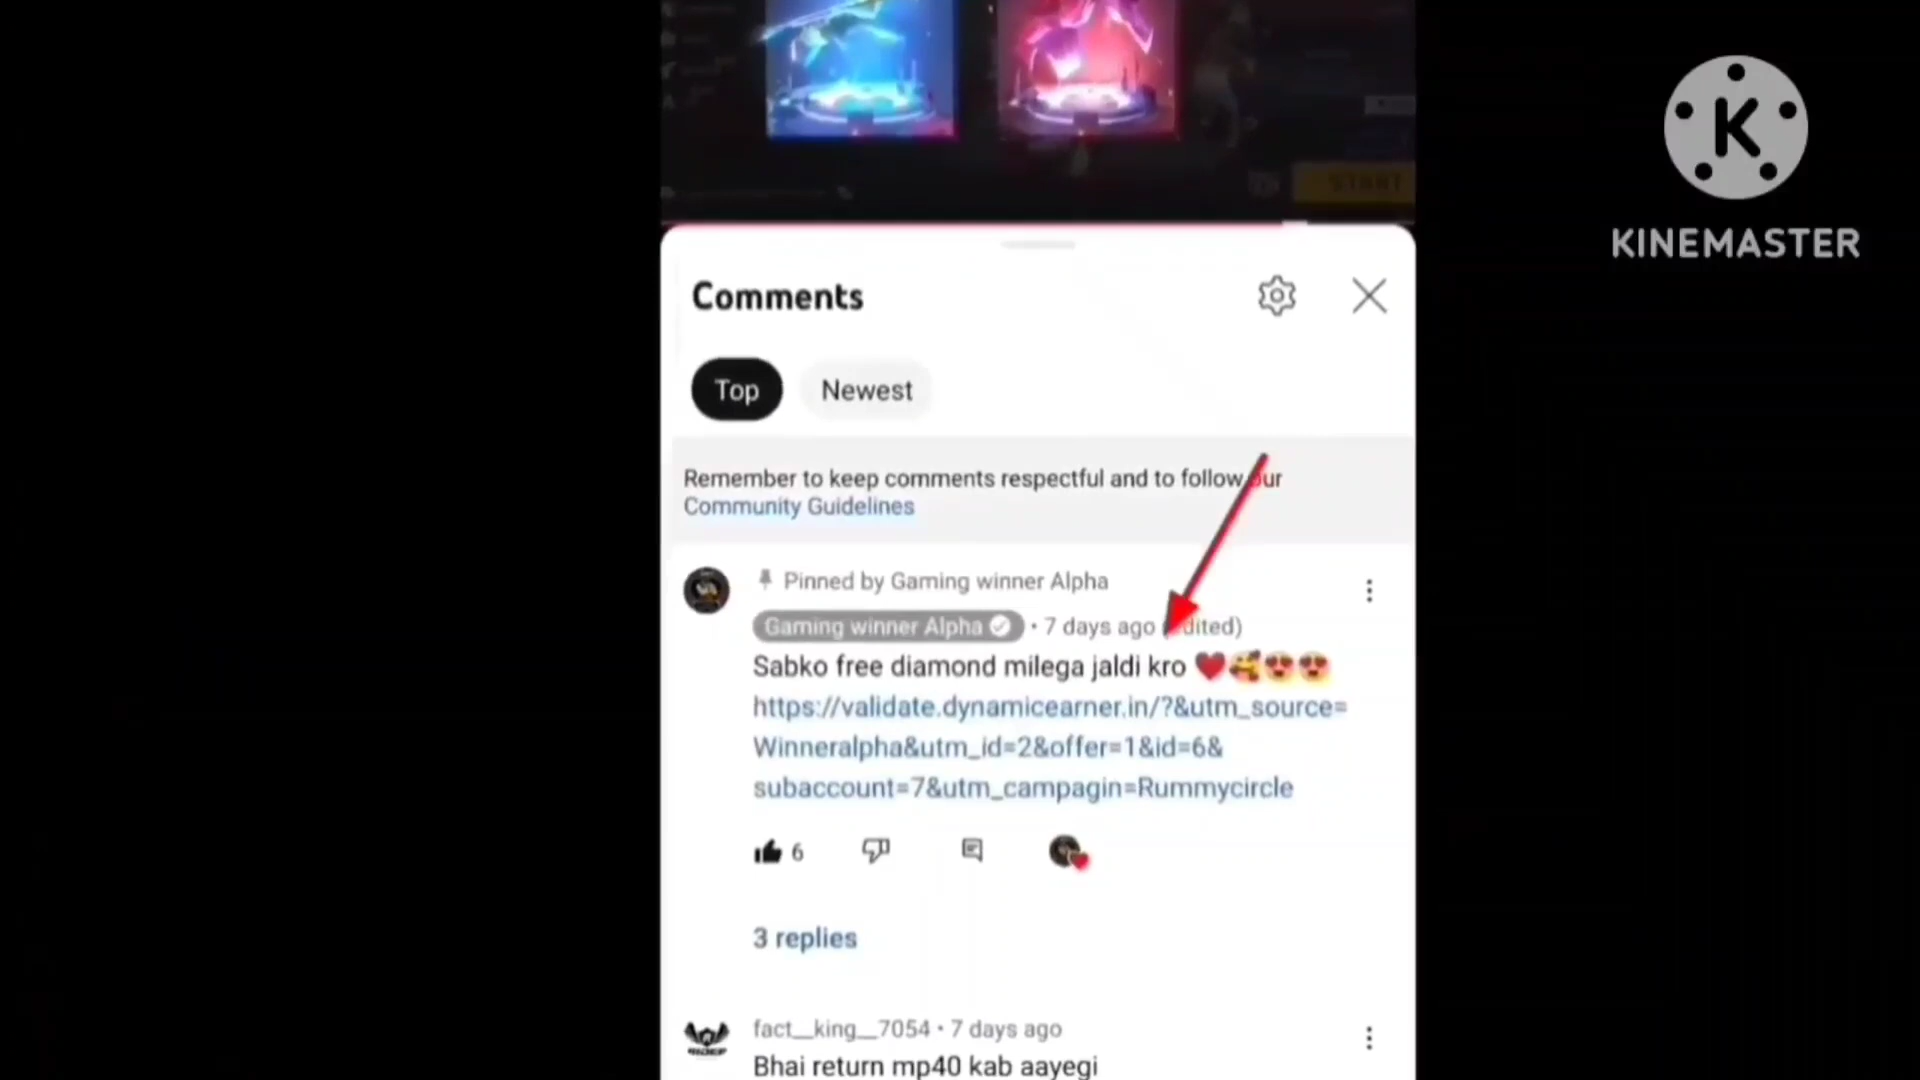 START
K
KINEMASTER
Comments
Top
Newest
Remember to keep comments respectful and to follow our
Community Guidelines
Pinned by Gaming winner Alpha
Gaming winner Alpha • 7 days ago (edited)
Sabko free diamond milega jaldi kro ❤️🥰😍😍
https://validate.dynamicearner.in/?&utm_source=
Winneralpha&utm_id=2&offer=1&id=6&
subaccount=7&utm_campagin=Rummycircle
6
3 replies
fact__king__7054 • 7 days ago
Bhai return mp40 kab aayegi